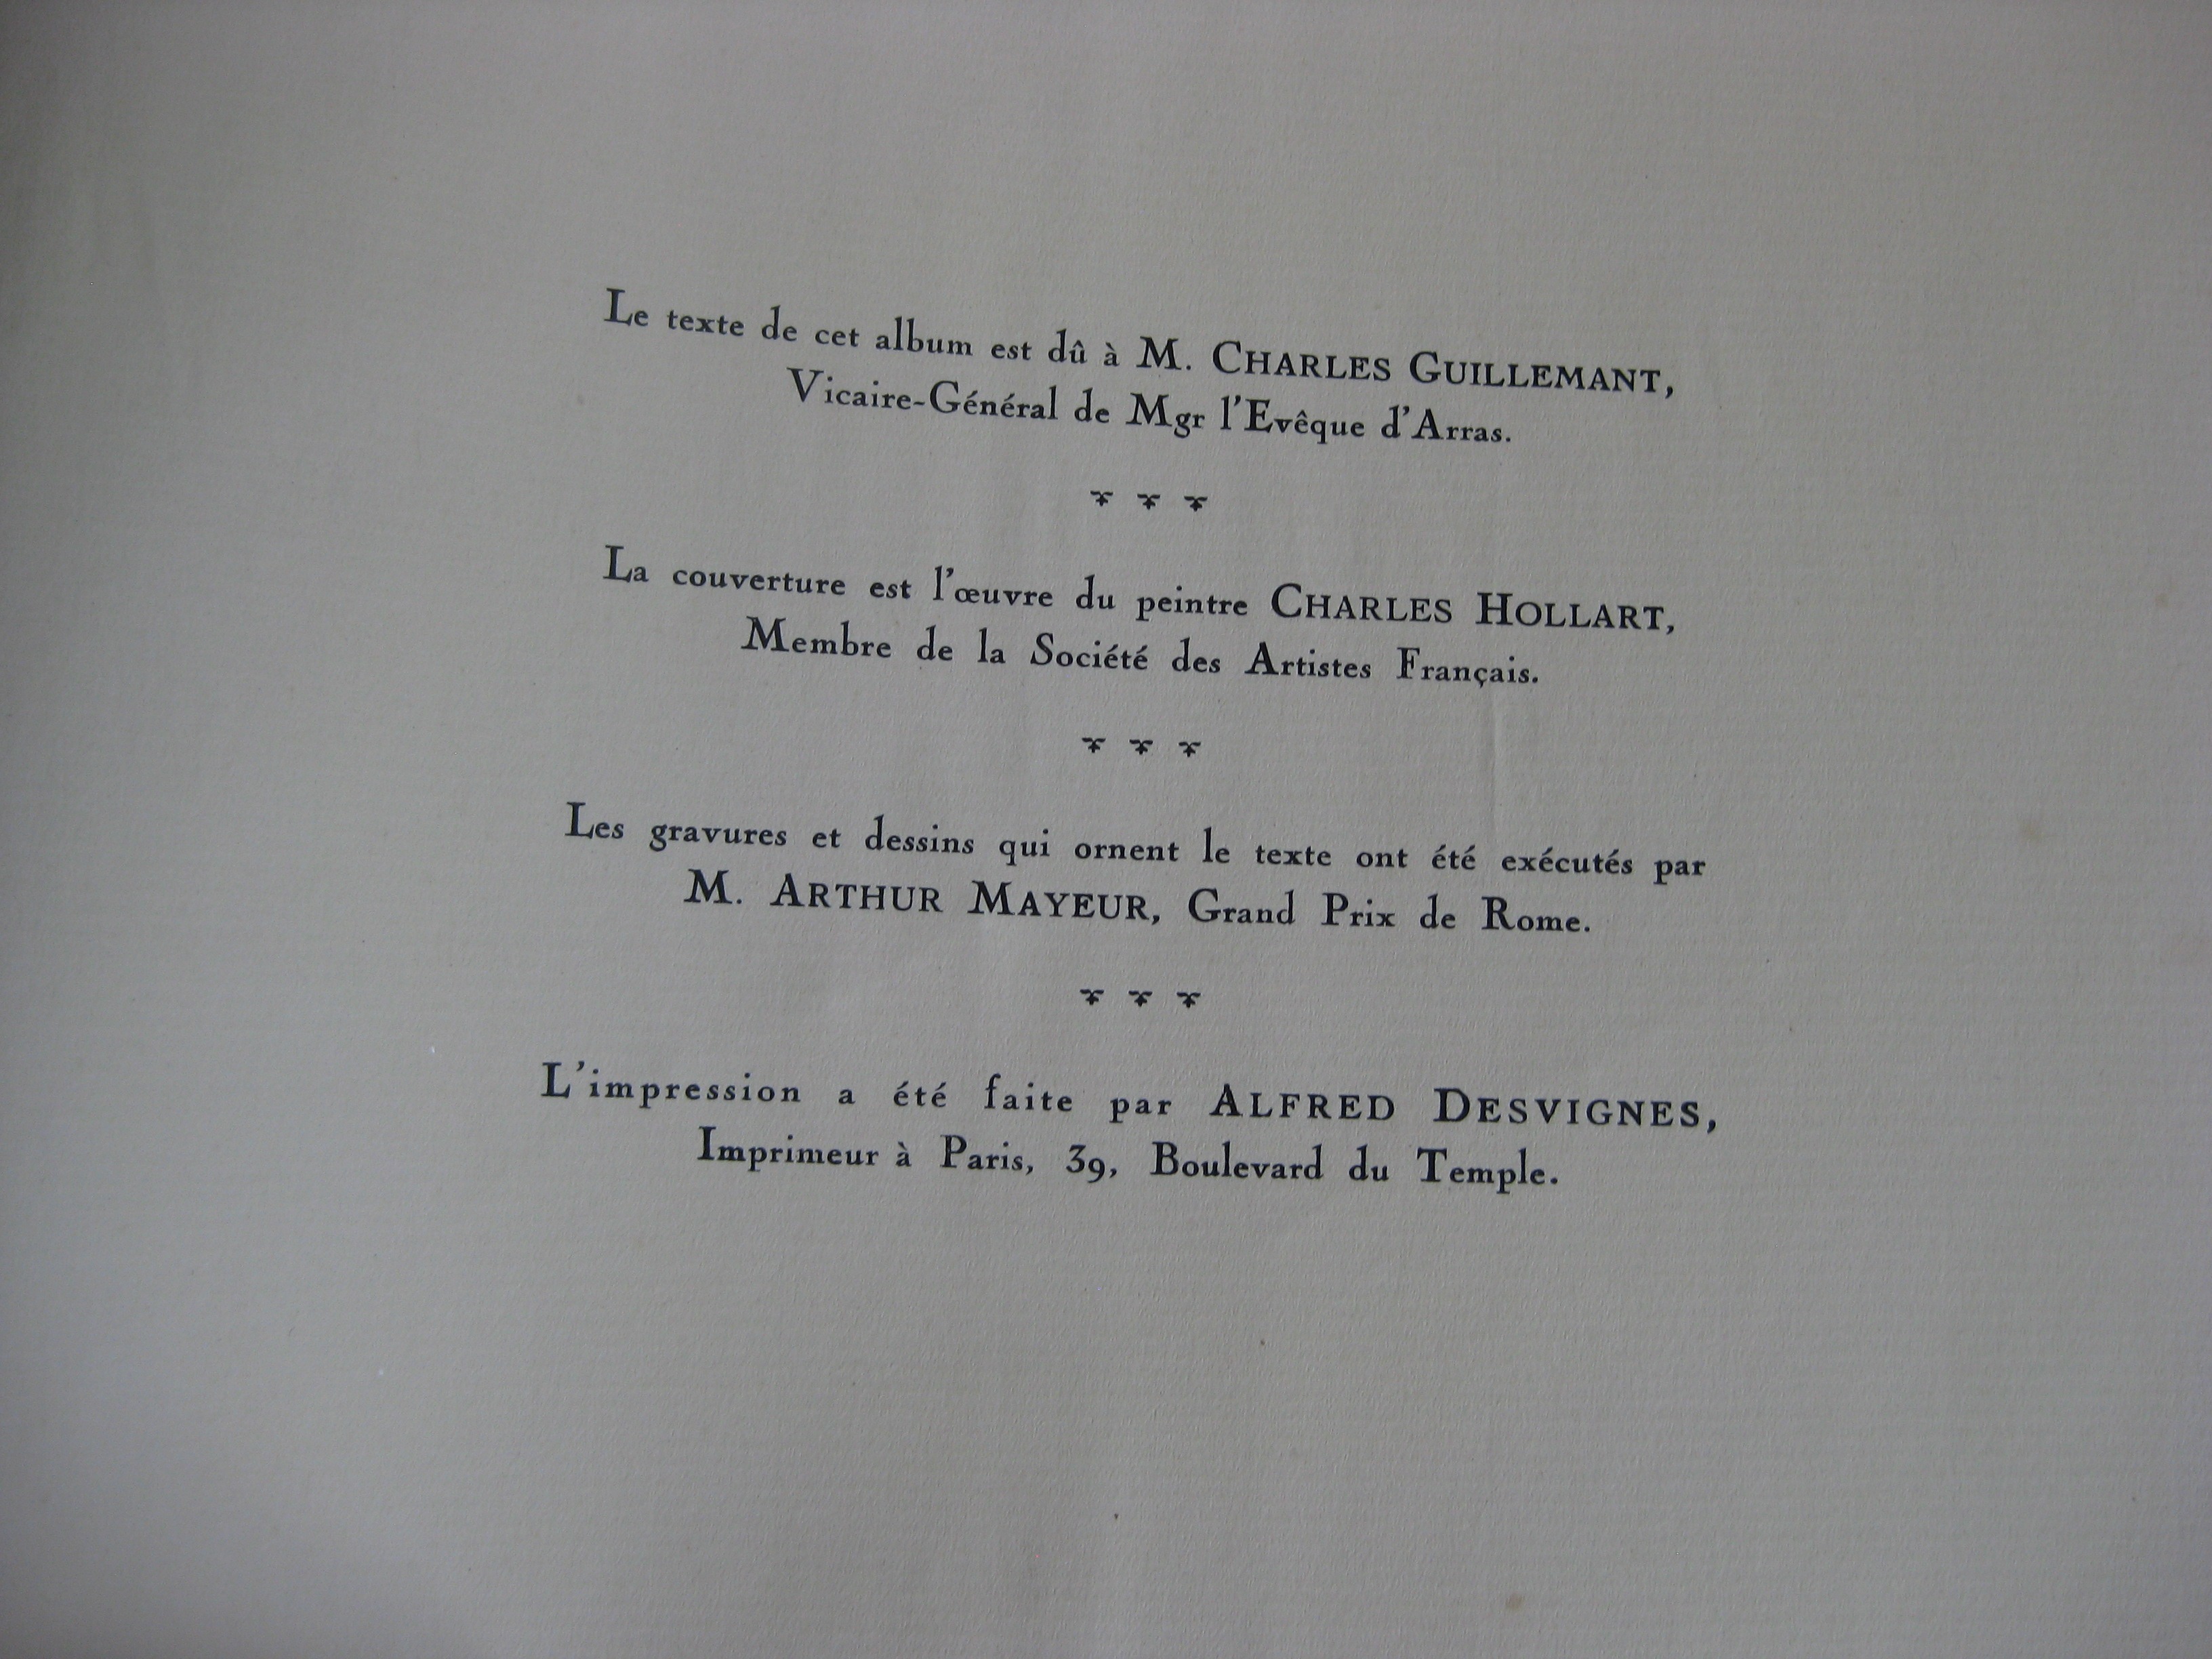 Le texte de cet album est dû à M. CHARLES GUILLEMANT,
Vicaire-Général de Mgr l'Evêque d'Arras.
La couverture est l'œuvre du peintre CHARLES HOLLART,
Membre de la Société des Artistes Français.
Les gravures et dessins qui ornent le texte ont été exécutés par
M. ARTHUR MAYEUR, Grand Prix de Rome.
L'impression a été faite par ALFRED DESVIGNES,
Imprimeur à Paris, 39, Boulevard du Temple.